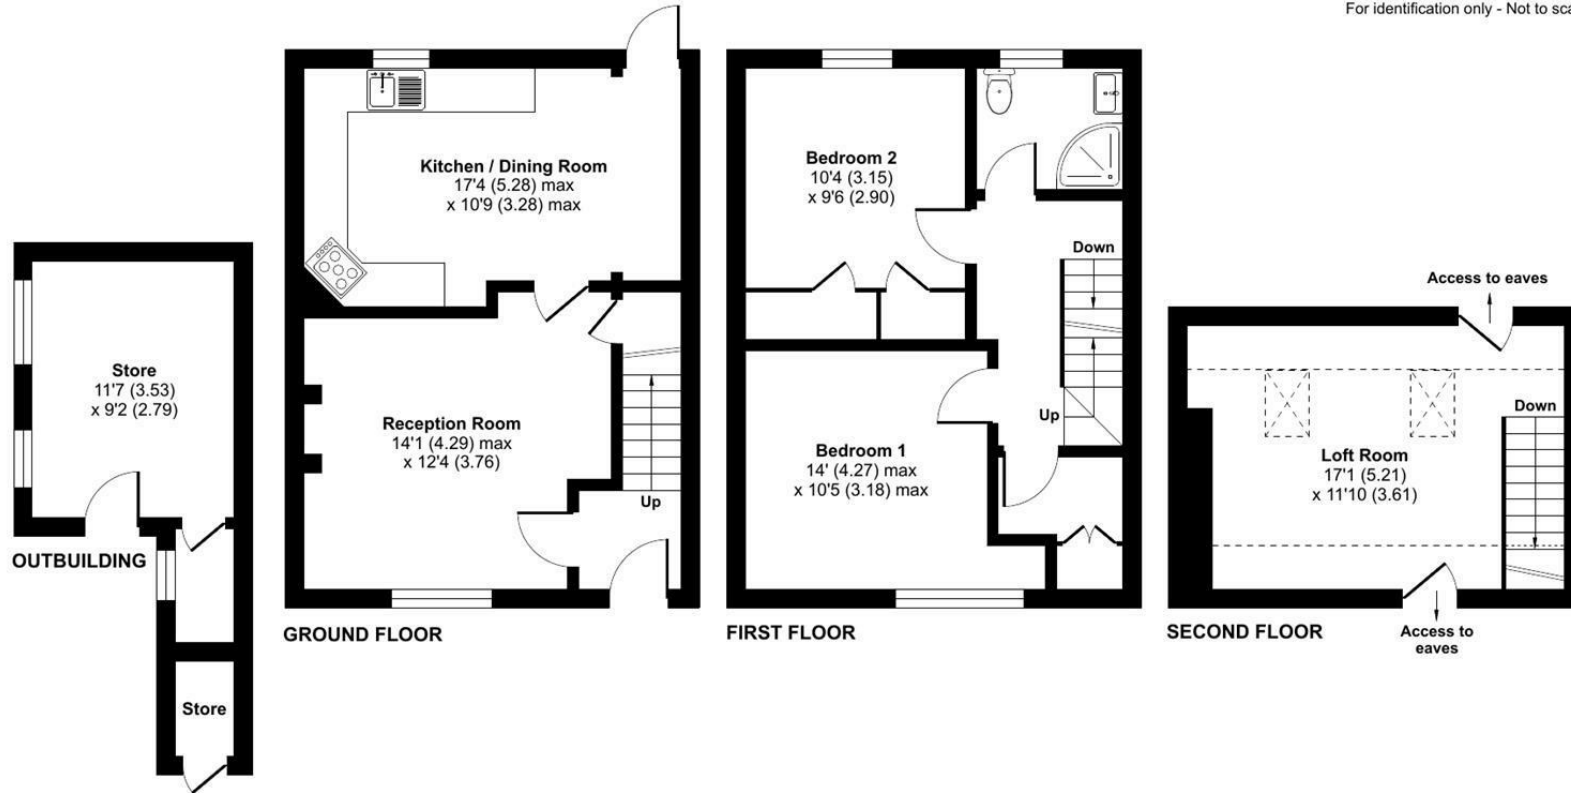 For identification only - Not to sca
Kitchen / Dining Room
17'4 (5.28) max
x 10'9 (3.28) max
Reception Room
14'1 (4.29) max
x 12'4 (3.76)
Up
GROUND FLOOR
Store
11'7 (3.53)
x 9'2 (2.79)
OUTBUILDING
Store
Bedroom 2
10'4 (3.15)
x 9'6 (2.90)
Down
Up
Bedroom 1
14' (4.27) max
x 10'5 (3.18) max
FIRST FLOOR
Access to eaves
Down
Loft Room
17'1 (5.21)
x 11'10 (3.61)
SECOND FLOOR
Access to
eaves